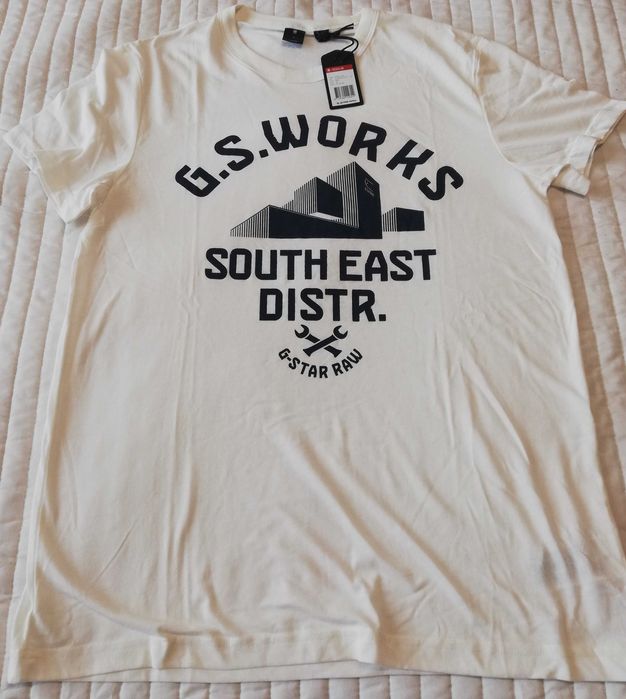 G.S.WORKS
SOUTH EAST
DISTR.
G-STAR RAW